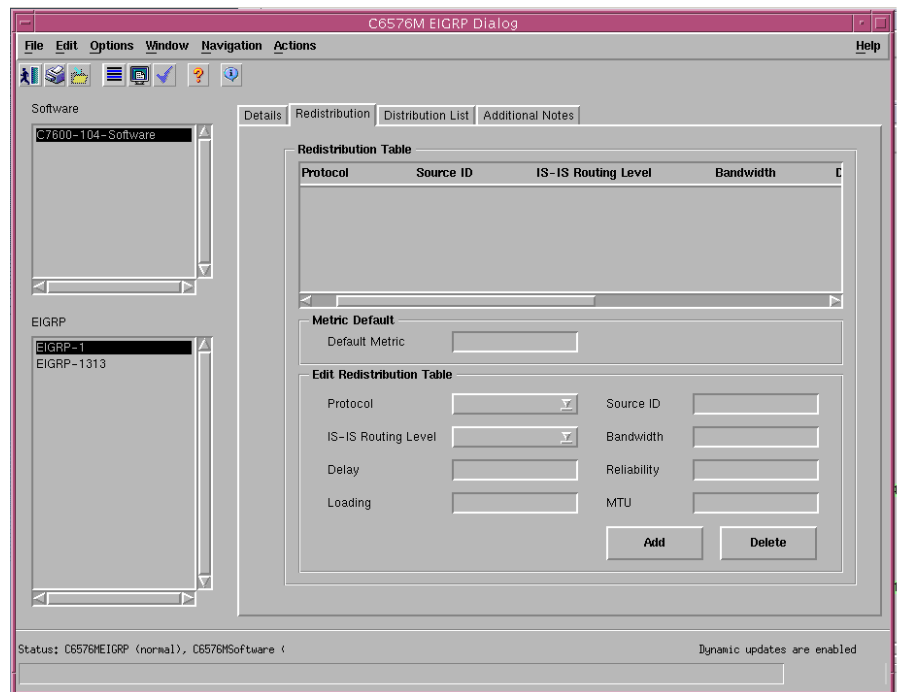 C6576M EIGRP Dialog
File Edit Options Window Navigation Actions Help
Software
C7600-104-Software
EIGRP
EIGRP-1
EIGRP-1313
Details Redistribution Distribution List Additional Notes
Redistribution Table
Protocol Source ID IS-IS Routing Level Bandwidth D
Metric Default
Default Metric
Edit Redistribution Table
Protocol Source ID
IS-IS Routing Level Bandwidth
Delay Reliability
Loading MTU
Add Delete
Status: C6576MEIGRP (normal), C6576MSoftware ( Dynamic updates are enabled